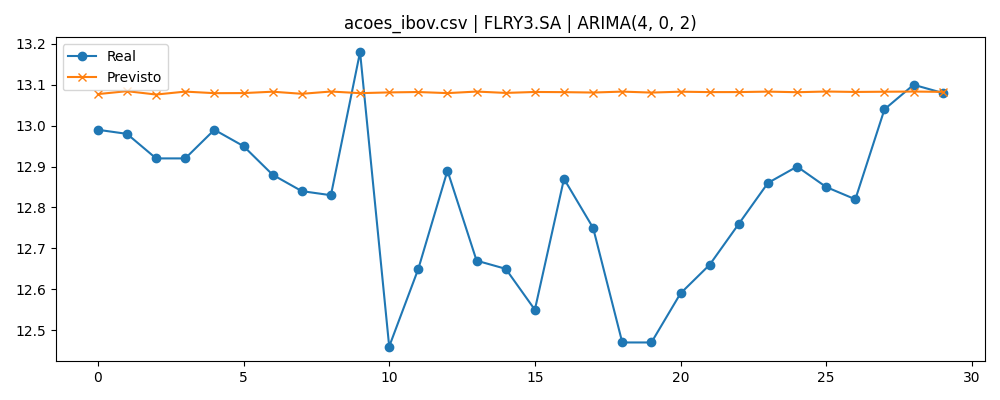 acoes_ibov.csv | FLRY3.SA | ARIMA(4, 0, 2)
Real
Previsto
13.2
13.1
13.0
12.9
12.8
12.7
12.6
12.5
0 5 10 15 20 25 30